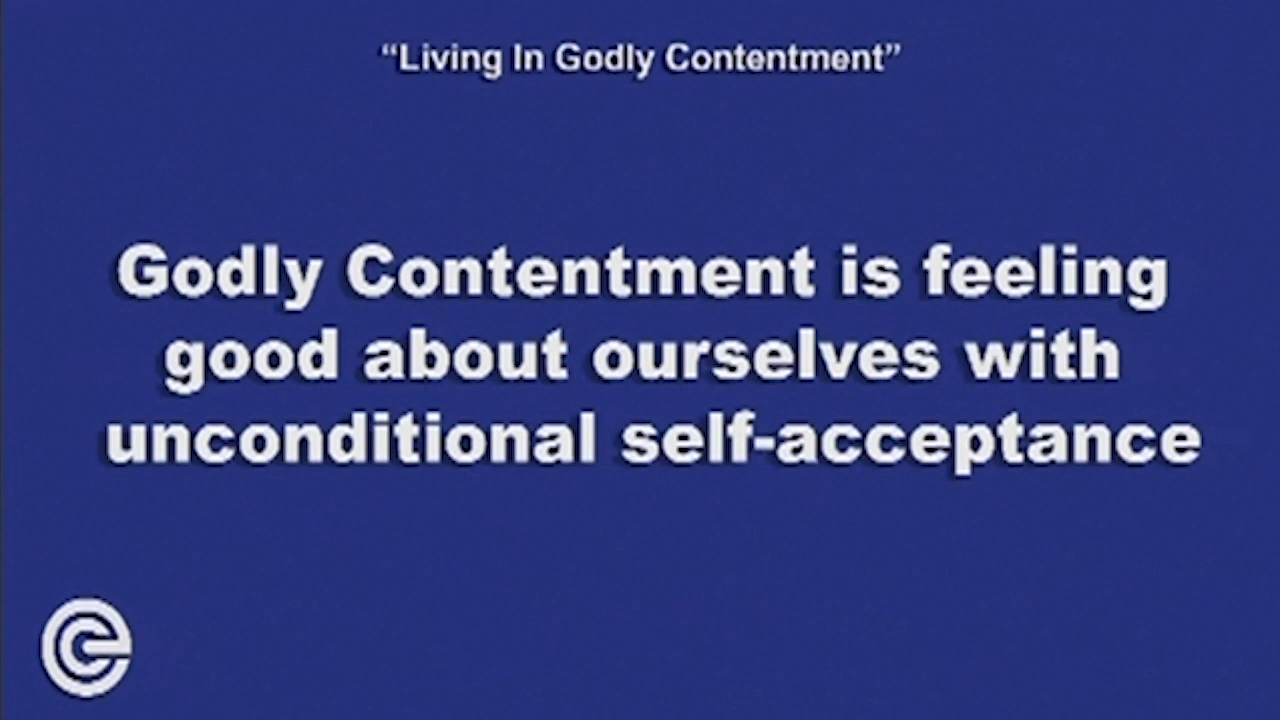 “Living In Godly Contentment”
Godly Contentment is feeling
good about ourselves with
unconditional self-acceptance